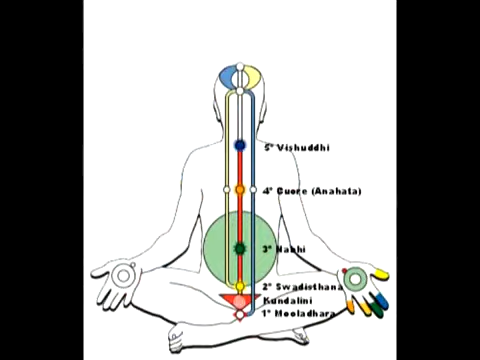 5° Vishuddhi
4° Cuore (Anahata)
3° Nabhi
2° Swadisthana
Kundalini
1° Mooladhara